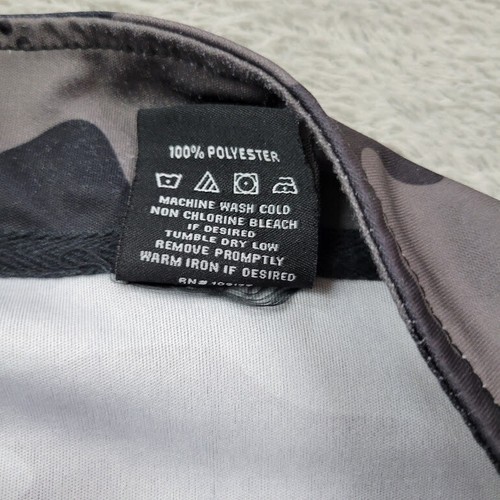 100% POLYESTER
MACHINE WASH COLD
NON CHLORINE BLEACH
IF DESIRED
TUMBLE DRY LOW
REMOVE PROMPTLY
WARM IRON IF DESIRED
RN#